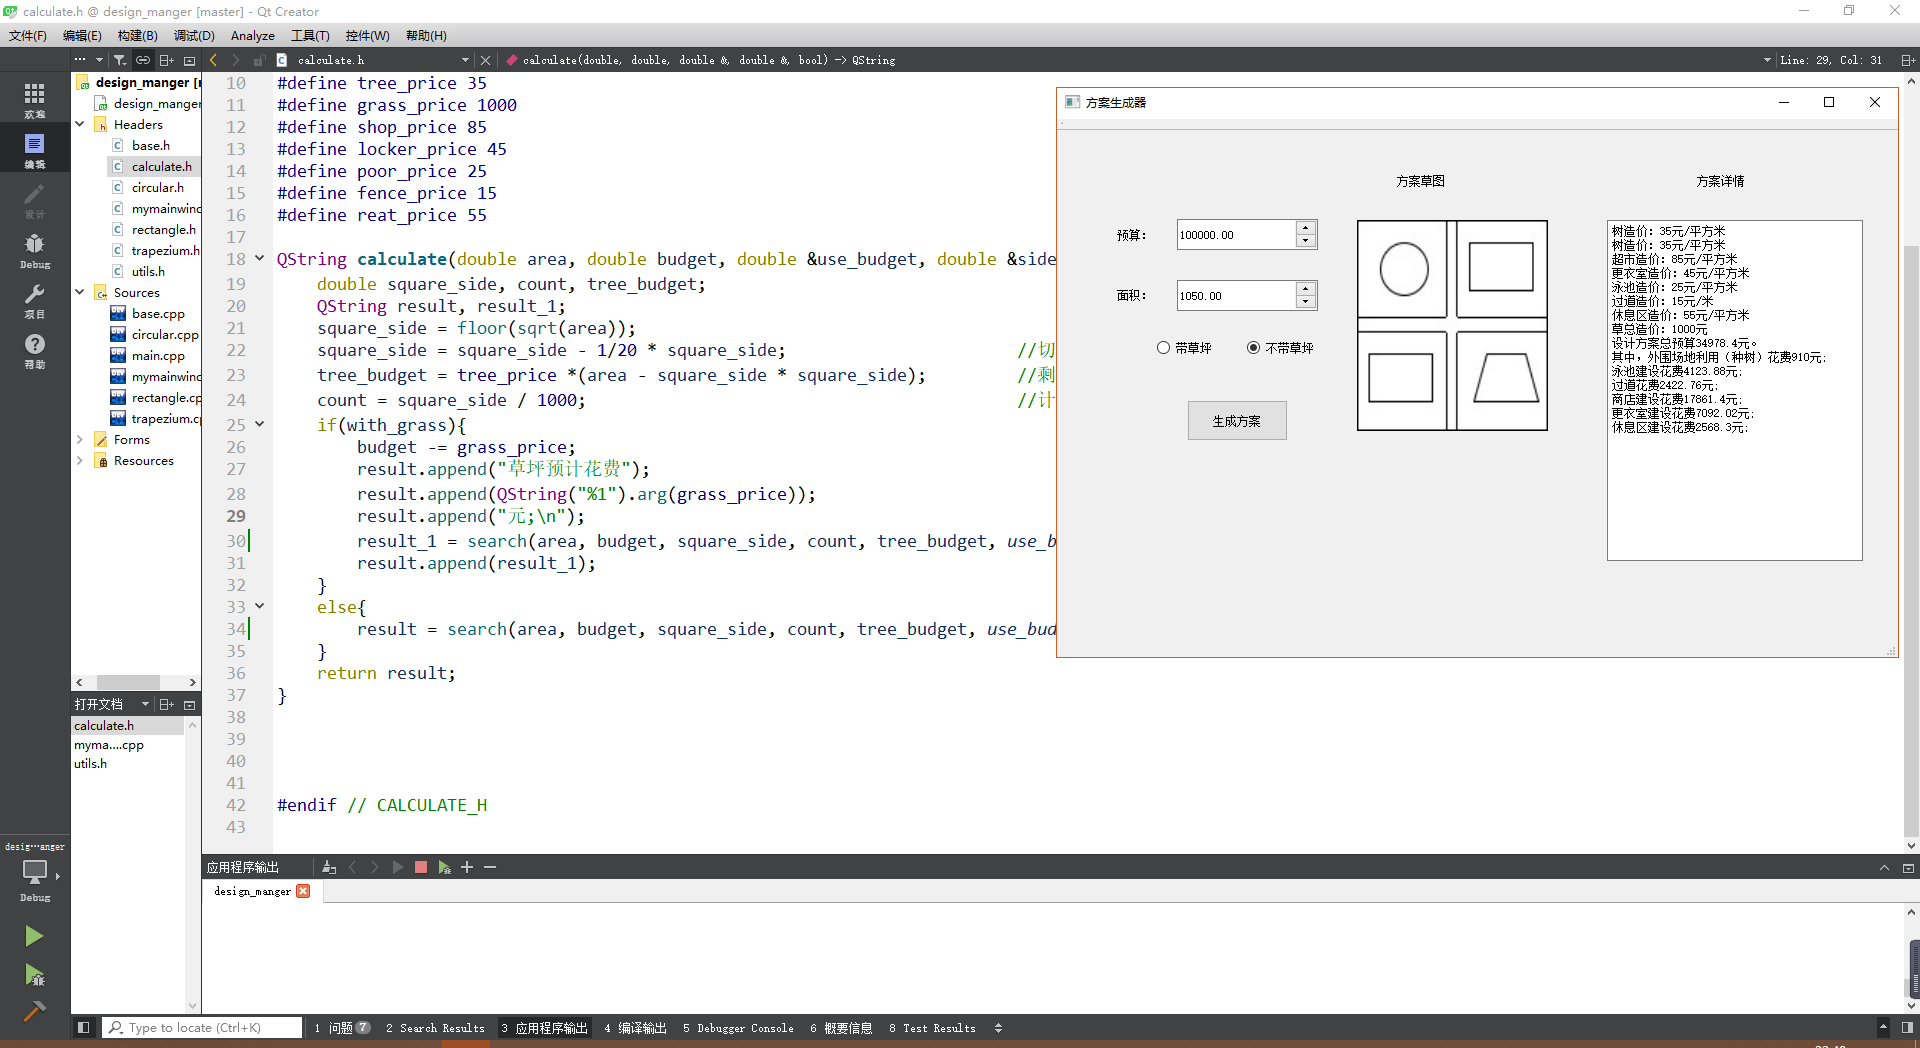 calculate.h @ design_manger [master] - Qt Creator
文件(F) 编辑(E) 构建(B) 调试(D) Analyze 工具(T) 控件(W) 帮助(H)
calculate.h
calculate(double, double, double &, double &, bool) -> QString
Line: 29, Col: 31
欢迎
编辑
设计
Debug
项目
帮助
design_manger [
design_manger
Headers
base.h
calculate.h
circular.h
mymainwind
rectangle.h
trapezium.h
utils.h
Sources
base.cpp
circular.cpp
main.cpp
mymainwind
rectangle.cp
trapezium.cp
Forms
Resources
打开文档
calculate.h
myma....cpp
utils.h
10 #define tree_price 35
11 #define grass_price 1000
12 #define shop_price 85
13 #define locker_price 45
14 #define poor_price 25
15 #define fence_price 15
16 #define reat_price 55
17
18 QString calculate(double area, double budget, double &use_budget, double &side
19 double square_side, count, tree_budget;
20 QString result, result_1;
21 square_side = floor(sqrt(area));
22 square_side = square_side - 1/20 * square_side; //切
23 tree_budget = tree_price *(area - square_side * square_side); //剩
24 count = square_side / 1000; //计
25 if(with_grass){
26 budget -= grass_price;
27 result.append("草坪预计花费");
28 result.append(QString("%1").arg(grass_price));
29 result.append("元;\n");
30 result_1 = search(area, budget, square_side, count, tree_budget, use_b
31 result.append(result_1);
32 }
33 else{
34 result = search(area, budget, square_side, count, tree_budget, use_bud
35 }
36 return result;
37 }
38
39
40
41
42 #endif // CALCULATE_H
43
方案生成器
方案草图
方案详情
预算:
100000.00
面积:
1050.00
带草坪
不带草坪
生成方案
树造价: 35元/平方米
树造价: 35元/平方米
超市造价: 85元/平方米
更衣室造价: 45元/平方米
泳池造价: 25元/平方米
过道造价: 15元/米
休息区造价: 55元/平方米
草总造价: 1000元
设计方案总预算34978.4元。
其中，外围场地利用（种树）花费910元;
泳池建设花费4123.88元;
过道花费2422.76元;
商店建设花费17861.4元;
更衣室建设花费7092.02元;
休息区建设花费2568.3元;
desig···anger
Debug
应用程序输出
design_manger
Type to locate (Ctrl+K)
1 问题 7 2 Search Results 3 应用程序输出 4 编译输出 5 Debugger Console 6 概要信息 8 Test Results